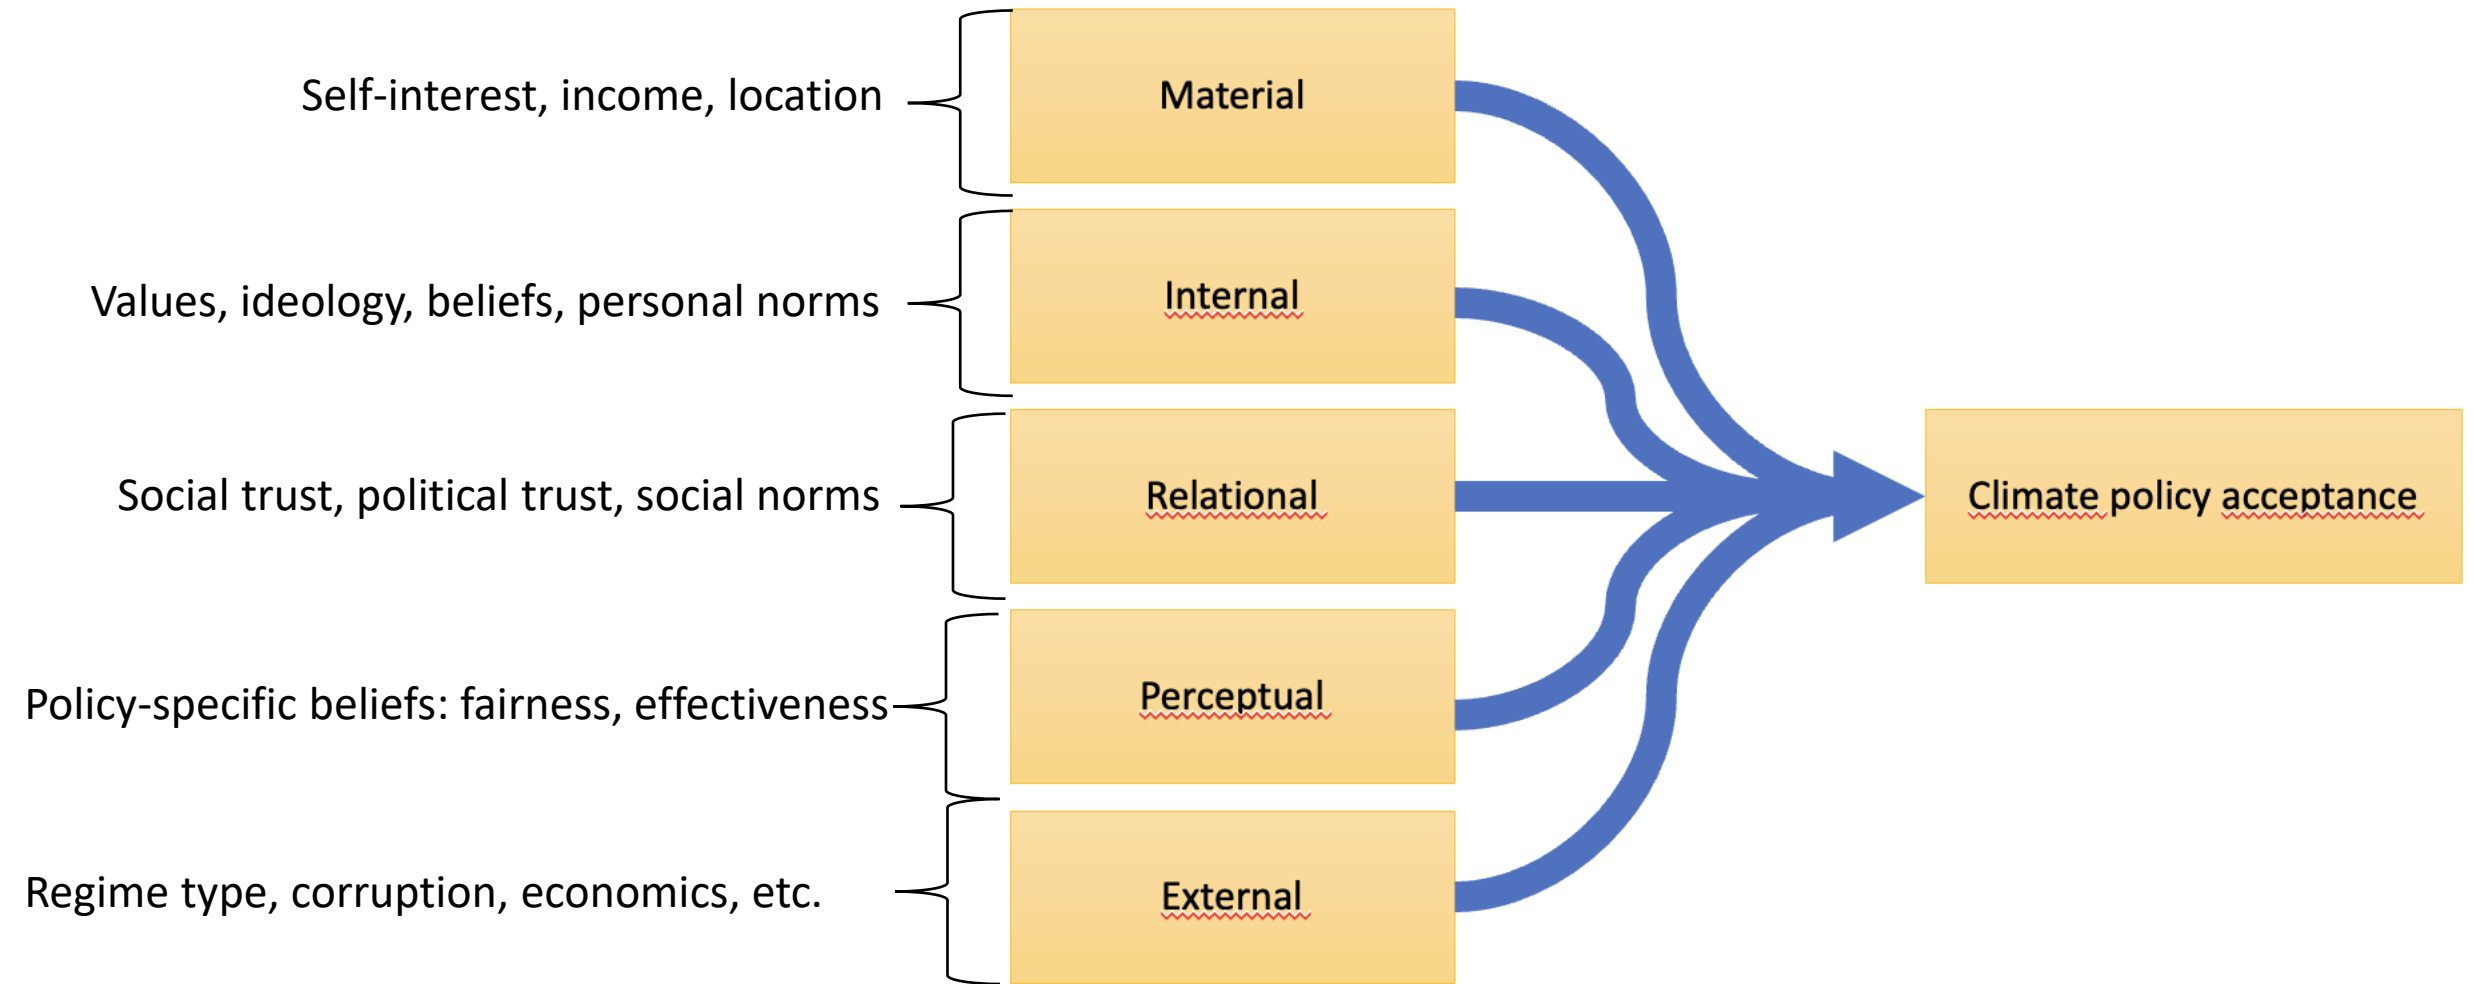 Self-interest, income, location
Material
Values, ideology, beliefs, personal norms
Internal
Social trust, political trust, social norms
Relational
Climate policy acceptance
Policy-specific beliefs: fairness, effectiveness
Perceptual
Regime type, corruption, economics, etc.
External